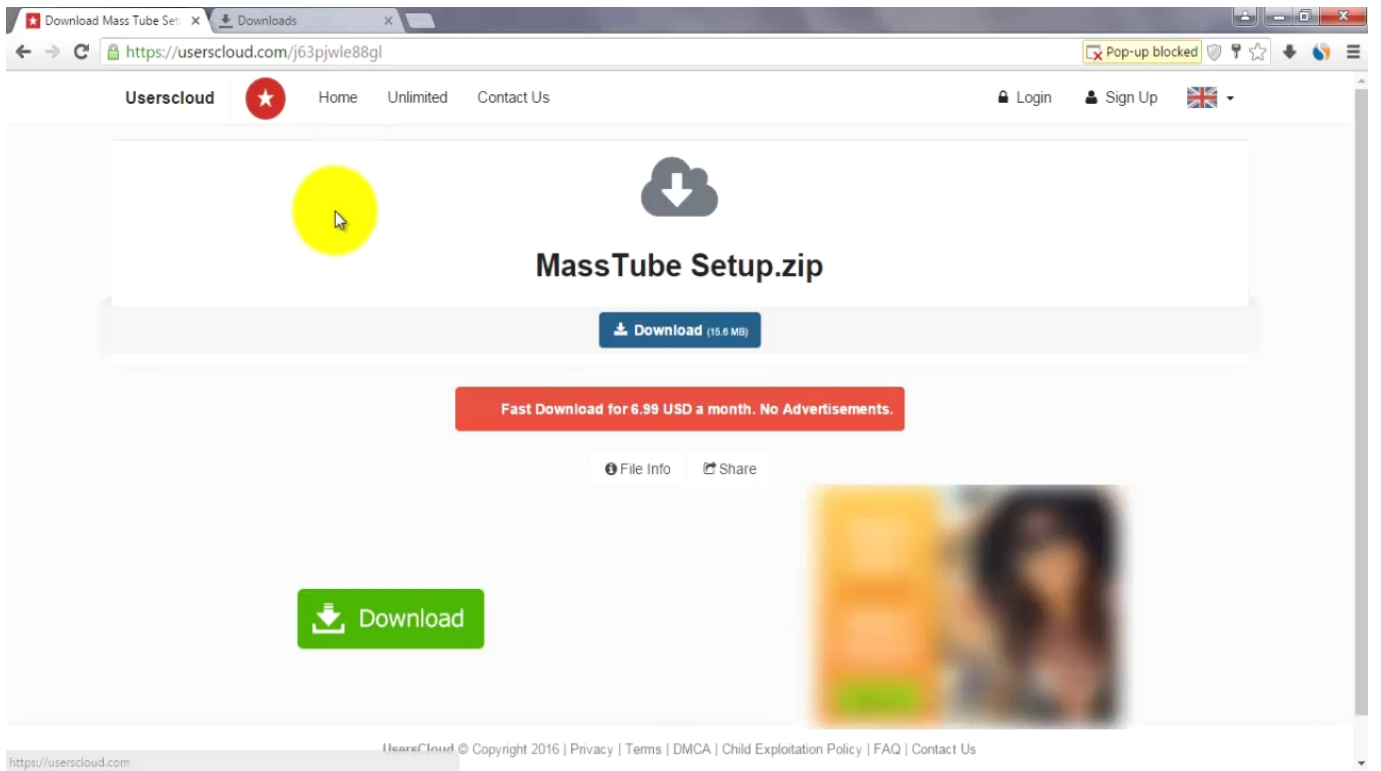 Download Mass Tube Set
Downloads
https://userscloud.com/j63pjwle88gl
Pop-up blocked
Userscloud
Home
Unlimited
Contact Us
Login
Sign Up
MassTube Setup.zip
Download (15.6 MB)
Fast Download for 6.99 USD a month. No Advertisements.
File Info
Share
Download
UsersCloud © Copyright 2016 | Privacy | Terms | DMCA | Child Exploitation Policy | FAQ | Contact Us
https://userscloud.com